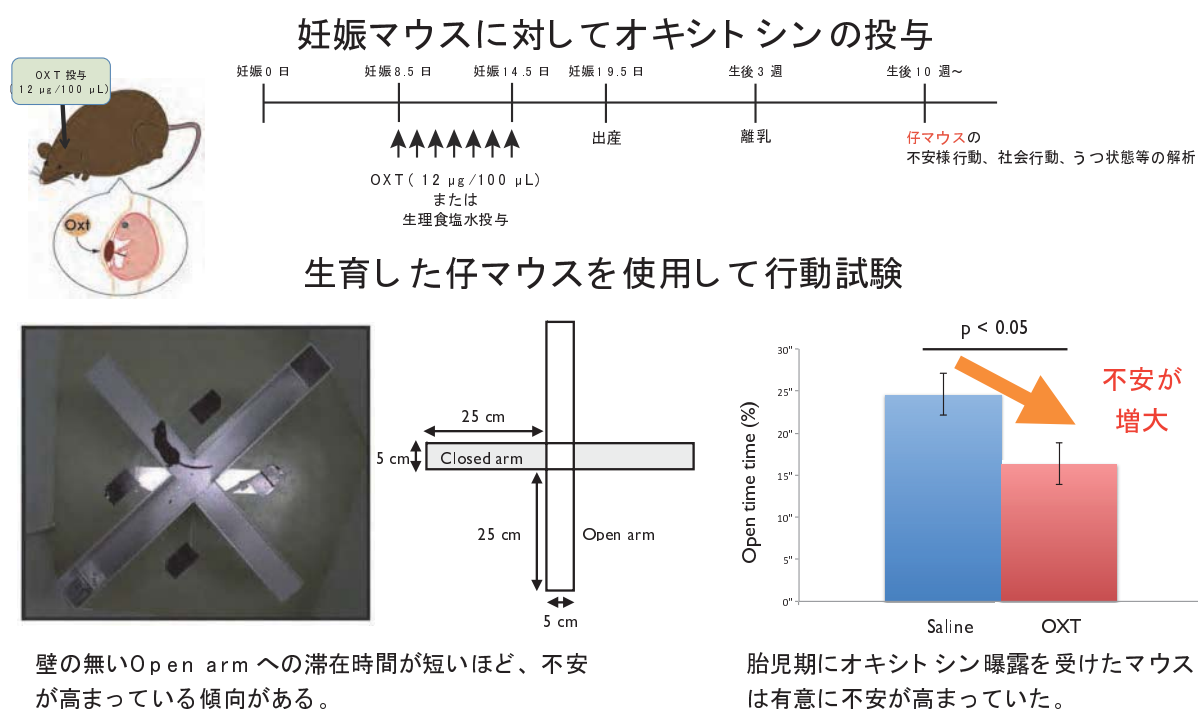 妊娠マウスに対してオキシトシンの投与
OXT 投与
(12 μg/100 μL)
妊娠0 日
妊娠8.5 日
妊娠14.5 日
妊娠19.5 日
生後3 週
生後10 週～
出産
離乳
仔マウスの
不安様行動、社会行動、うつ状態等の解析
OXT( 12 μg/100 μL)
または
生理食塩水投与
Oxt
生育した仔マウスを使用して行動試験
25 cm
5 cm
Closed arm
25 cm
Open arm
5 cm
p < 0.05
不安が
増大
Open time time (%)
30"
25"
20"
15"
10"
5"
0"
Saline
OXT
壁の無いOpen arm への滞在時間が短いほど、不安
が高まっている傾向がある。
胎児期にオキシトシン曝露を受けたマウス
は有意に不安が高まっていた。